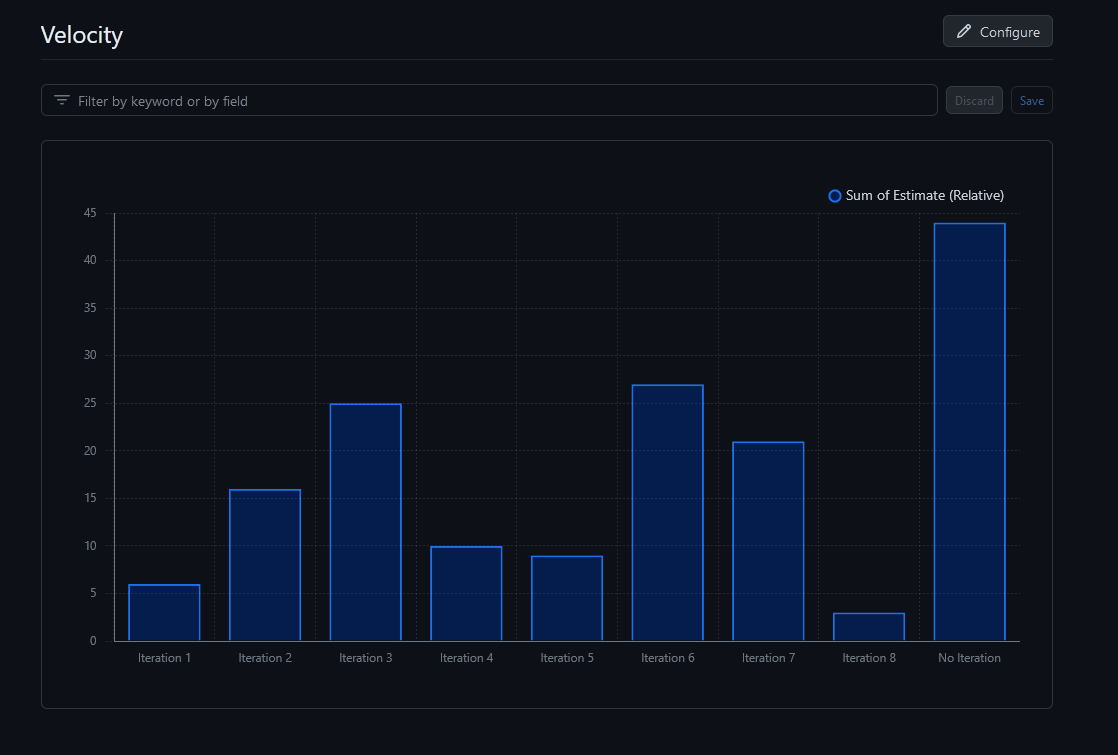 Velocity
Configure
Filter by keyword or by field
Discard
Save
Sum of Estimate (Relative)
45
40
35
30
25
20
15
10
5
0
Iteration 1 Iteration 2 Iteration 3 Iteration 4 Iteration 5 Iteration 6 Iteration 7 Iteration 8 No Iteration